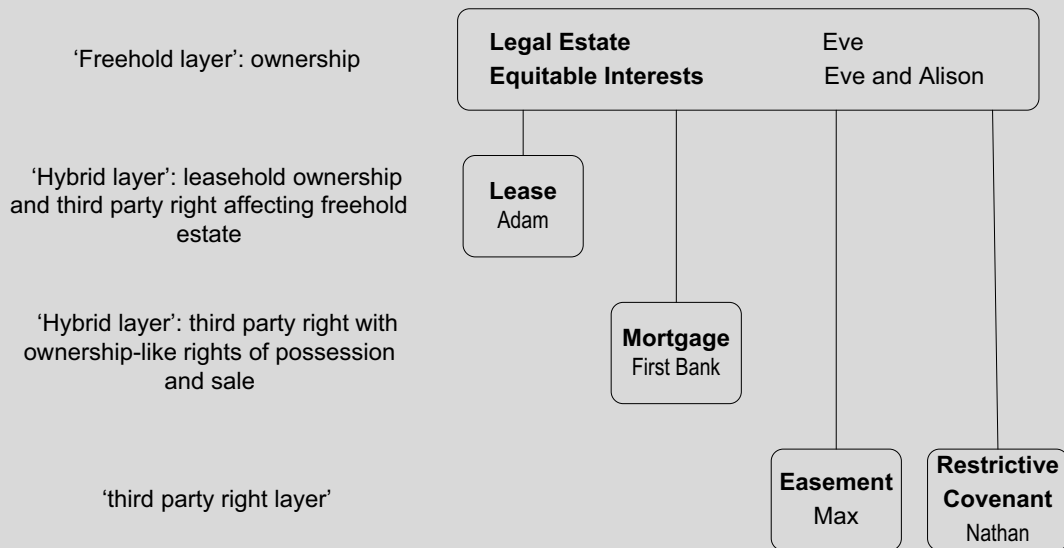 ‘Freehold layer’: ownership
Legal Estate Eve
Equitable Interests Eve and Alison
‘Hybrid layer’: leasehold ownership
and third party right affecting freehold
estate
Lease
Adam
‘Hybrid layer’: third party right with
ownership-like rights of possession
and sale
Mortgage
First Bank
‘third party right layer’
Easement
Max
Restrictive
Covenant
Nathan